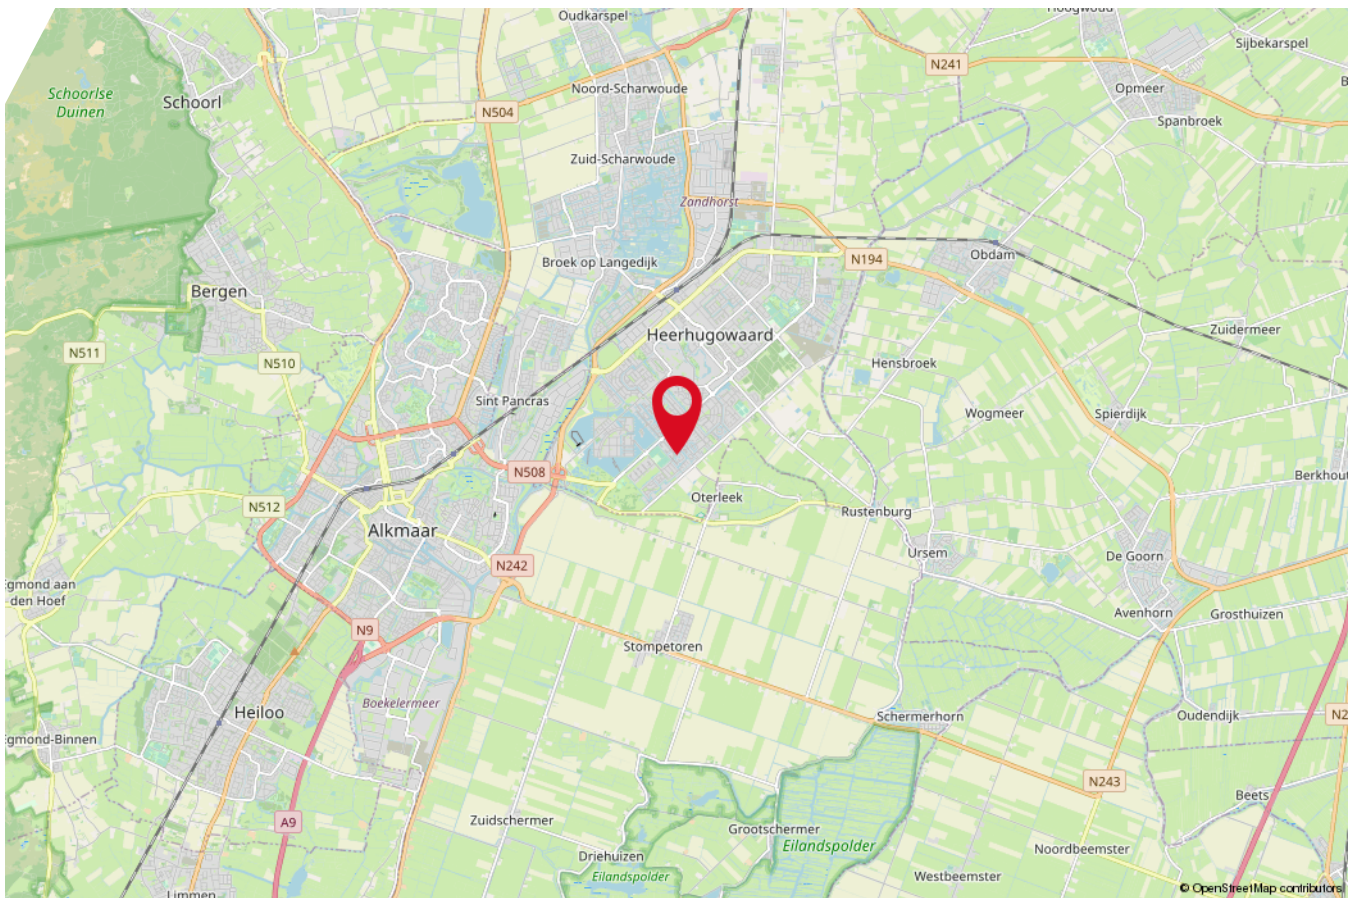 Oudkarspel
Hoogwoud
Sijbekarspel
N241
Schoorlse
Duinen
Schoorl
Noord-Scharwoude
Opmeer
N504
Spanbroek
Zuid-Scharwoude
Zandhorst
Broek op Langedijk
N194
Obdam
Bergen
Zuidermeer
Heerhugowaard
N511
N510
Hensbroek
Sint Pancras
Wogmeer
Spierdijk
N508
Berkhout
Oterleek
N512
Rustenburg
Alkmaar
Ursem
De Goorn
N242
Egmond aan
den Hoef
Avenhorn
Grosthuizen
N9
Stompetoren
Boekelermeer
Heiloo
Schermerhorn
Oudendijk
N2
Egmond-Binnen
N243
Beets
A9
Zuidschermer
Grootschermer
Eilandspolder
Noordbeemster
Driehuizen
Eilandspolder
Westbeemster
Limmen
© OpenStreetMap contributors